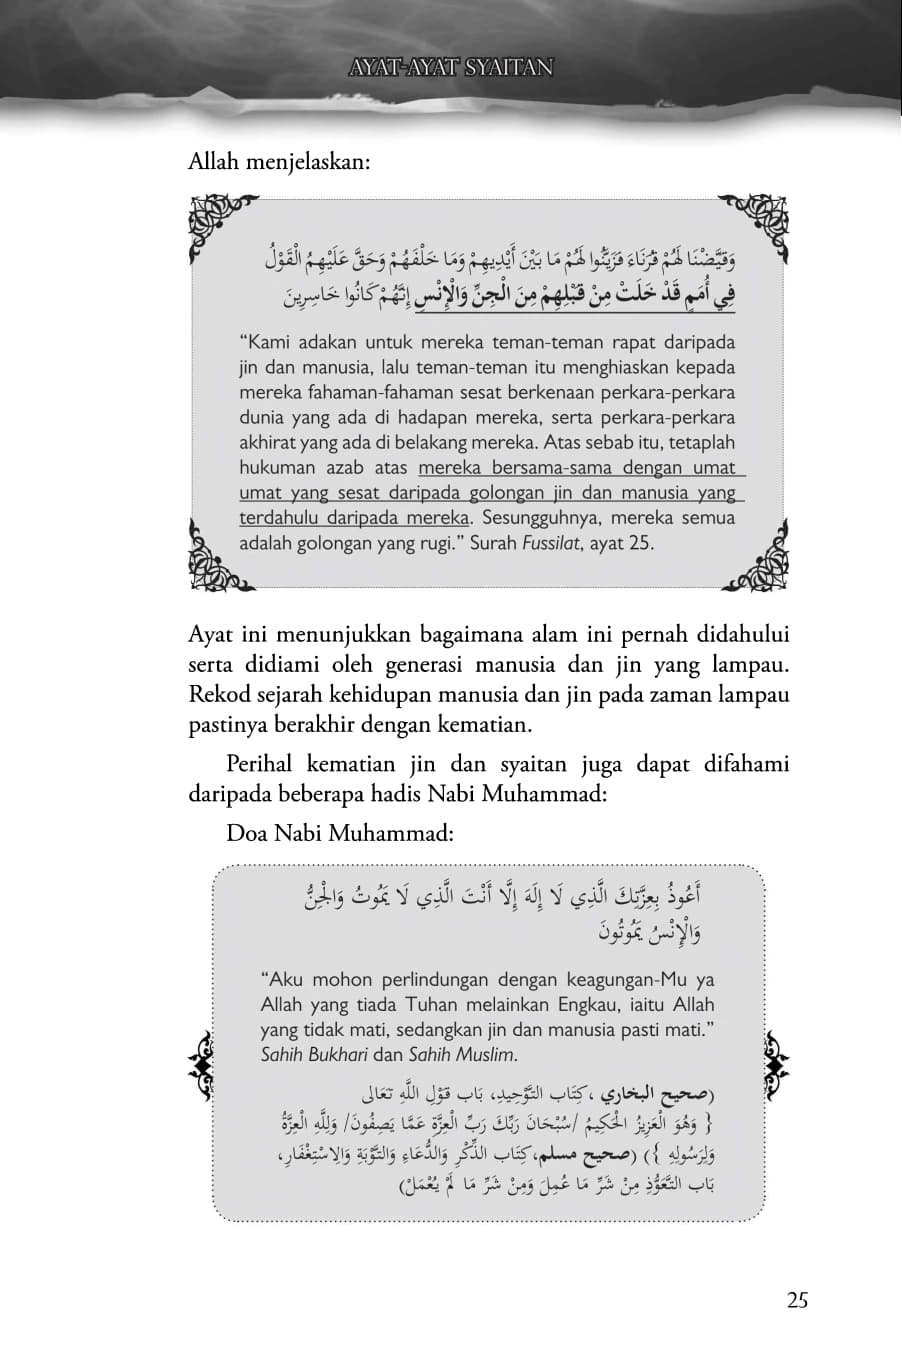 AYAT-AYAT SYAITAN
Allah menjelaskan:
وَقَيَّضْنَا لَهُمْ قُرَنَاءَ فَزَيَّنُوا لَهُمْ مَا بَيْنَ أَيْدِيهِمْ وَمَا خَلْفَهُمْ وَحَقَّ عَلَيْهِمُ الْقَوْلُ
فِي أُمَمٍ قَدْ خَلَتْ مِنْ قَبْلِهِمْ مِنَ الْجِنِّ وَالْإِنْسِ إِنَّهُمْ كَانُوا خَاسِرِينَ
“Kami adakan untuk mereka teman-teman rapat daripada
jin dan manusia, lalu teman-teman itu menghiaskan kepada
mereka fahaman-fahaman sesat berkenaan perkara-perkara
dunia yang ada di hadapan mereka, serta perkara-perkara
akhirat yang ada di belakang mereka. Atas sebab itu, tetaplah
hukuman azab atas mereka bersama-sama dengan umat
umat yang sesat daripada golongan jin dan manusia yang
terdahulu daripada mereka. Sesungguhnya, mereka semua
adalah golongan yang rugi.” Surah Fussilat, ayat 25.
Ayat ini menunjukkan bagaimana alam ini pernah didahului
serta didiami oleh generasi manusia dan jin yang lampau.
Rekod sejarah kehidupan manusia dan jin pada zaman lampau
pastinya berakhir dengan kematian.
Perihal kematian jin dan syaitan juga dapat difahami
daripada beberapa hadis Nabi Muhammad:
Doa Nabi Muhammad:
أَعُوذُ بِعِزَّتِكَ الَّذِي لَا إِلَهَ إِلَّا أَنْتَ الَّذِي لَا يَمُوتُ وَالْجِنُّ
وَالْإِنْسُ يَمُوتُونَ
“Aku mohon perlindungan dengan keagungan-Mu ya
Allah yang tiada Tuhan melainkan Engkau, iaitu Allah
yang tidak mati, sedangkan jin dan manusia pasti mati.”
Sahih Bukhari dan Sahih Muslim.
(صحيح البخاري ،كِتَاب التَّوْحِيدِ، بَاب قَوْلِ اللَّهِ تَعَالى
{ وَهُوَ الْعَزِيزُ الْحَكِيمُ /سُبْحَانَ رَبِّكَ رَبِّ الْعِزَّةِ عَمَّا يَصِفُونَ/ وَلِلَّهِ الْعِزَّةُ
وَلِرَسُولِهِ }) (صحيح مسلم،كِتَاب الذِّكْرِ وَالدُّعَاءِ وَالتَّوْبَةِ وَالِاسْتِغْفَارِ،
بَاب التَّعَوُّذِ مِنْ شَرِّ مَا عُمِلَ وَمِنْ شَرِّ مَا لَمْ يُعْمَلْ)
25